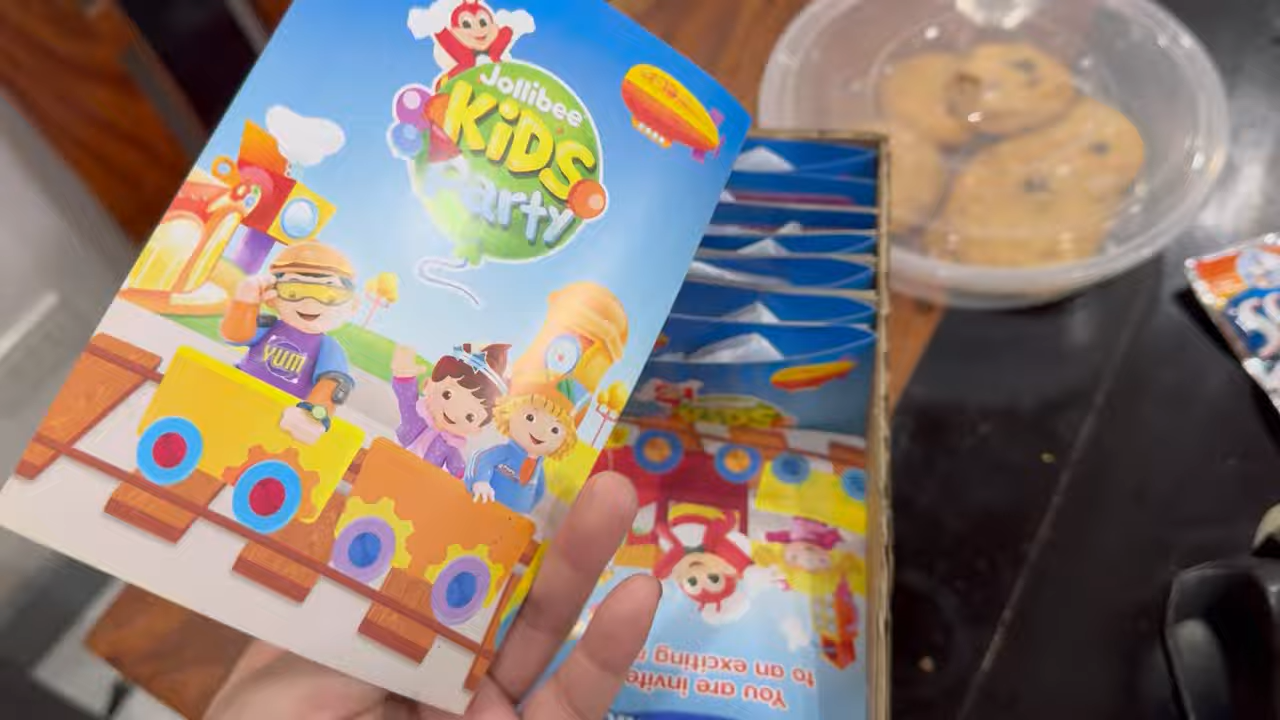 Jollibee
KiDS
Party
YUM
You are invite
to an exciting